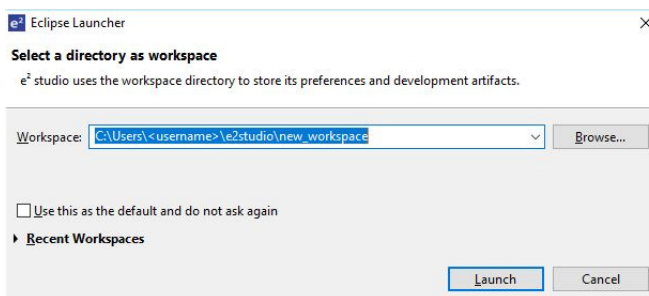 e² Eclipse Launcher
Select a directory as workspace
e² studio uses the workspace directory to store its preferences and development artifacts.
Workspace: C:\Users\<username>\e2studio\new_workspace Browse...
Use this as the default and do not ask again
Recent Workspaces
Launch Cancel